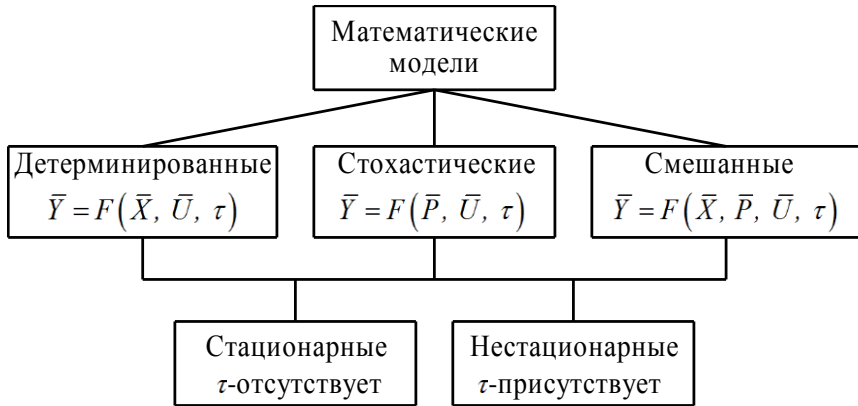 Математические
модели
Детерминированные
Y̅ = F(X̅, U̅, τ)
Стохастические
Y̅ = F(P̅, U̅, τ)
Смешанные
Y̅ = F(X̅, P̅, U̅, τ)
Стационарные
τ-отсутствует
Нестационарные
τ-присутствует